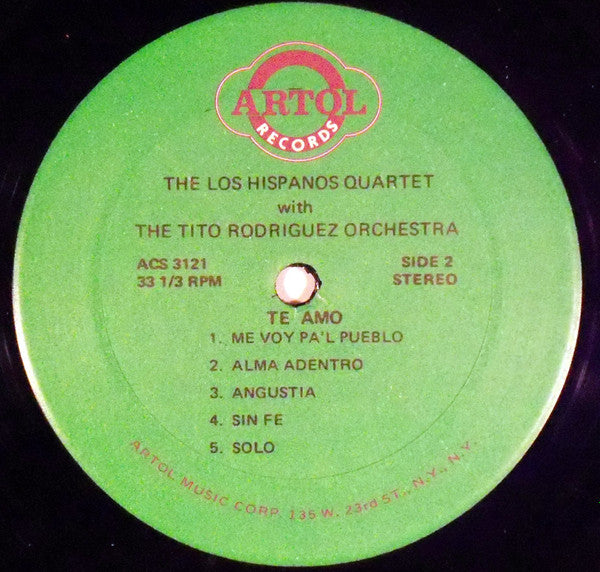 ARTOL
RECORDS
THE LOS HISPANOS QUARTET
with
THE TITO RODRIGUEZ ORCHESTRA
ACS 3121 SIDE 2
33 1/3 RPM STEREO
TE AMO
1. ME VOY PA'L PUEBLO
2. ALMA ADENTRO
3. ANGUSTIA
4. SIN FE
5. SOLO
ARTOL MUSIC CORP. 135 W. 23rd ST., N.Y., N.Y.